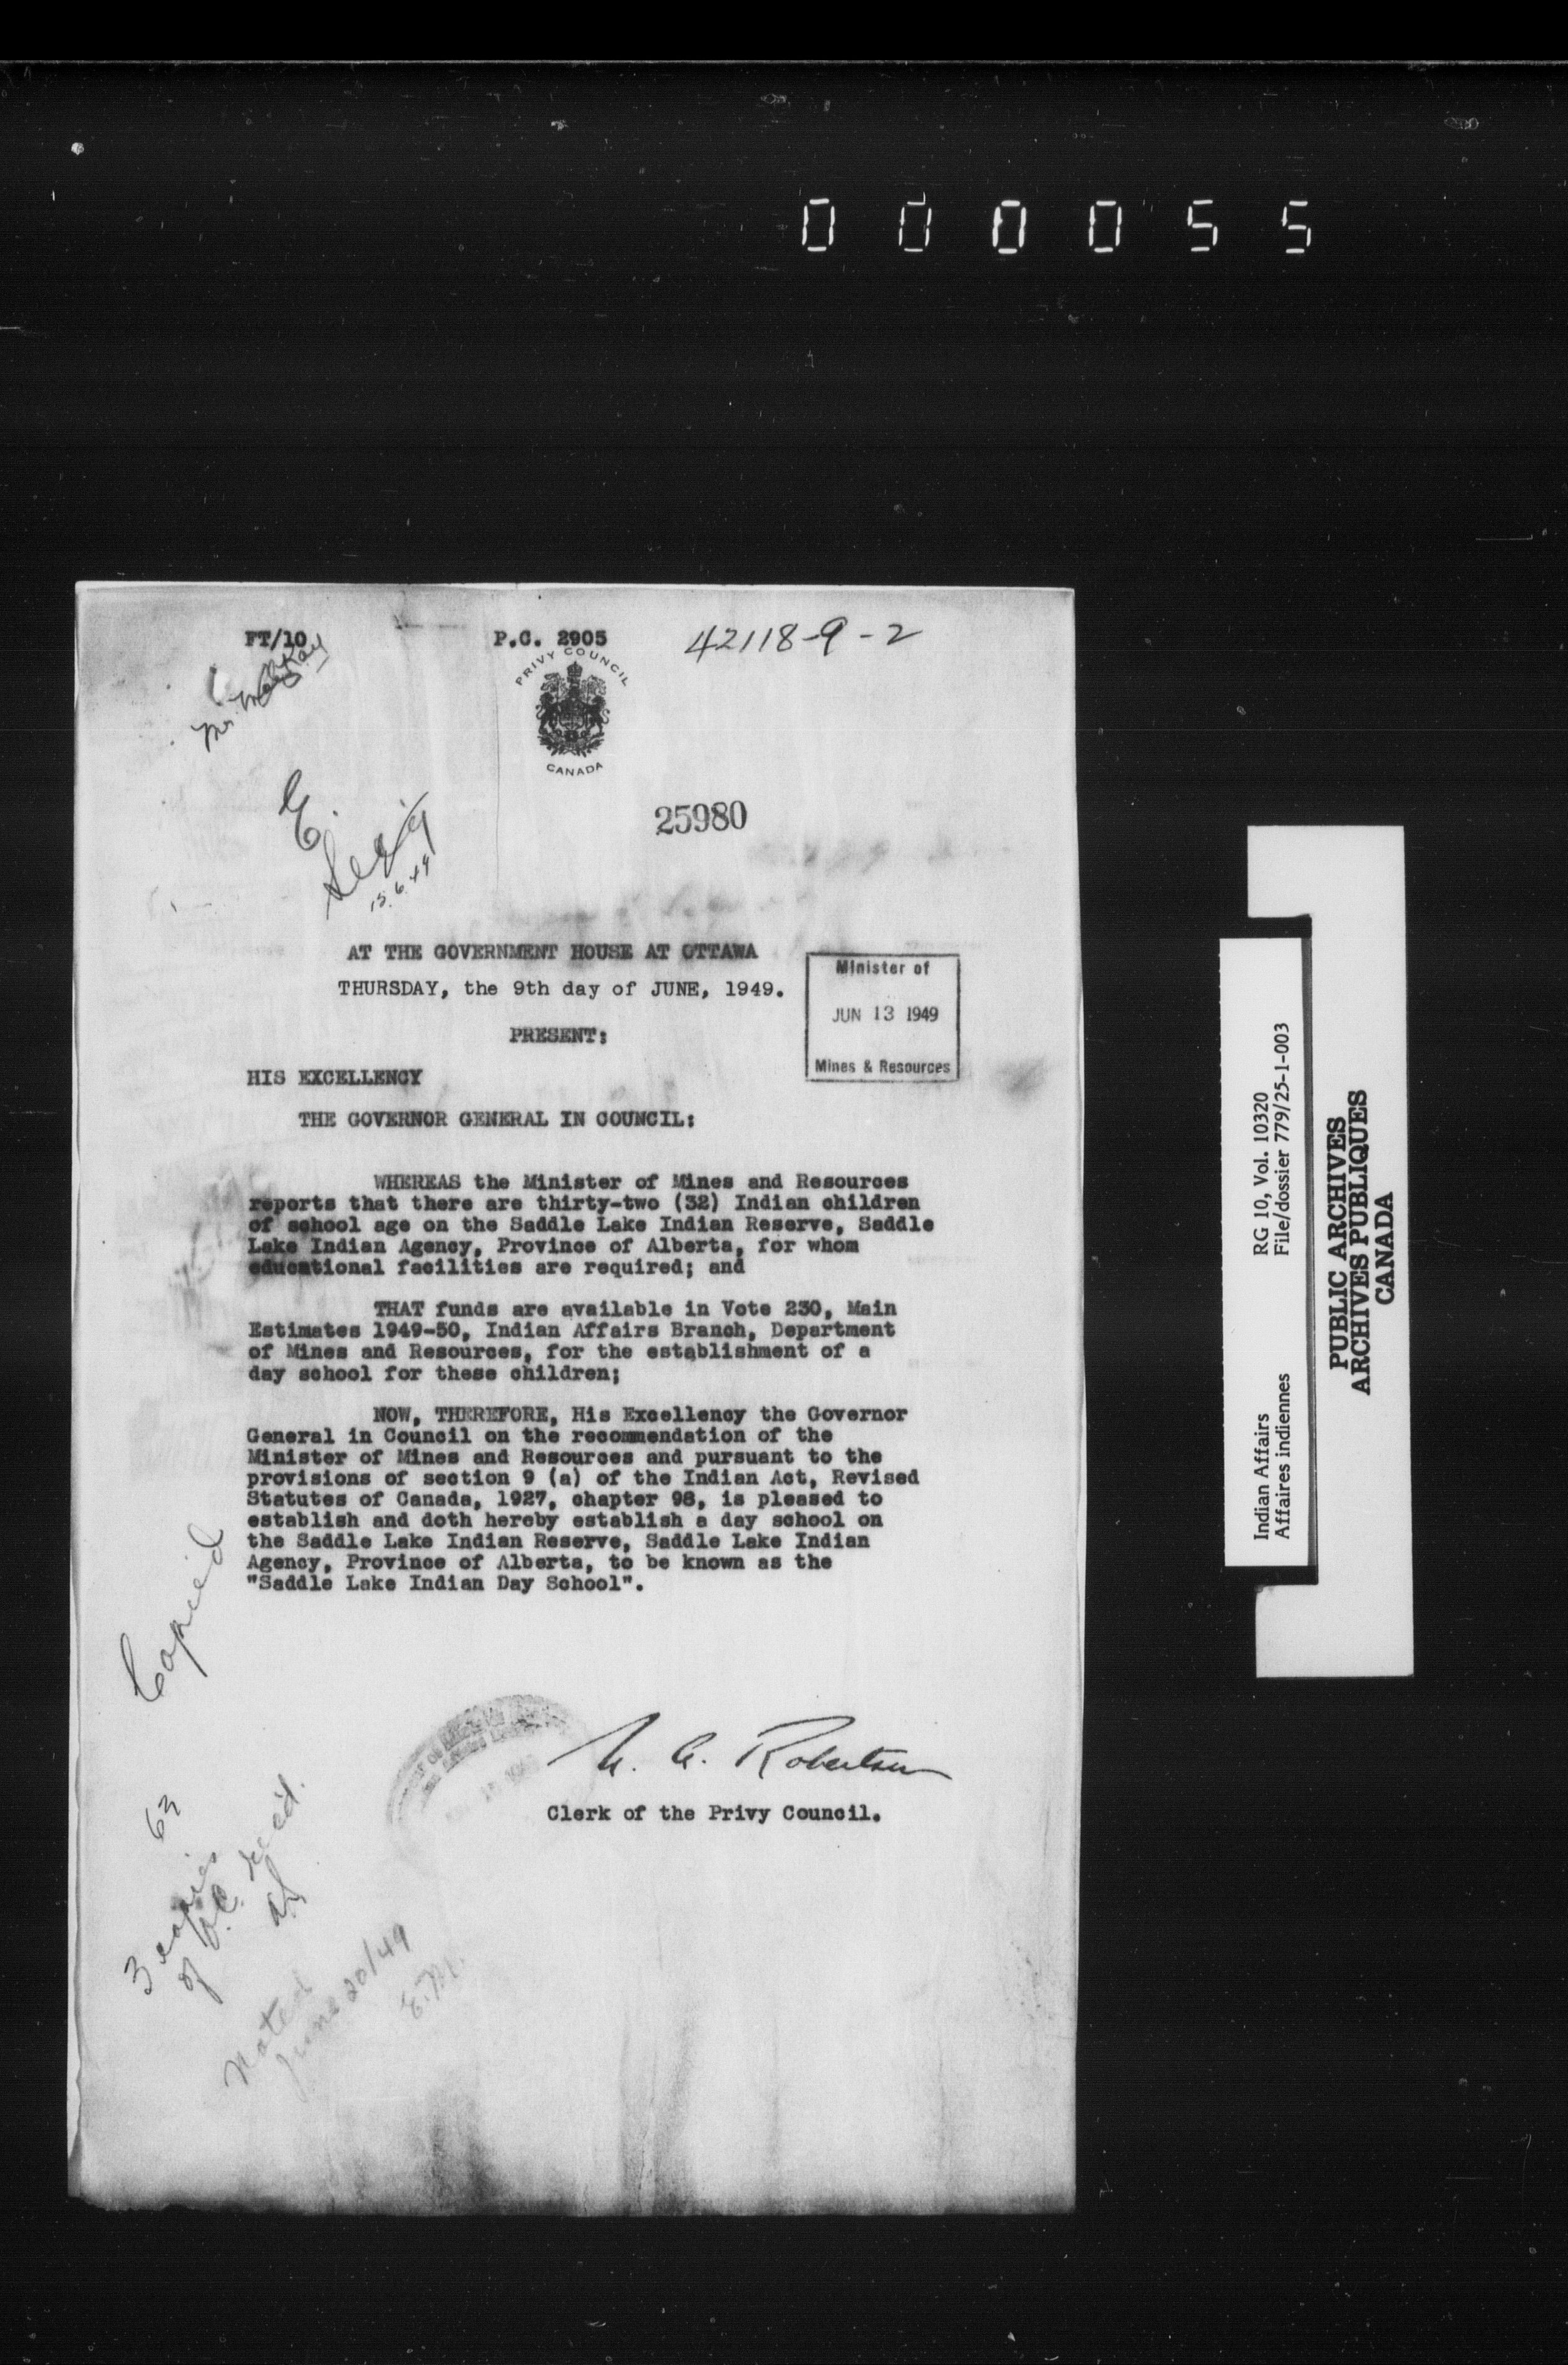 000055
FT/10
P.C. 2905
42118-9-2
Mr.
PRIVY COUNCIL
CANADA
25980
E.
15.6.49
AT THE GOVERNMENT HOUSE AT OTTAWA
THURSDAY, the 9th day of JUNE, 1949.
Minister of
JUN 13 1949
Mines & Resources
PRESENT:
HIS EXCELLENCY
THE GOVERNOR GENERAL IN COUNCIL:
WHEREAS the Minister of Mines and Resources
reports that there are thirty-two (32) Indian children
of school age on the Saddle Lake Indian Reserve, Saddle
Lake Indian Agency, Province of Alberta, for whom
educational facilities are required; and
THAT funds are available in Vote 230, Main
Estimates 1949-50, Indian Affairs Branch, Department
of Mines and Resources, for the establishment of a
day school for these children;
NOW, THEREFORE, His Excellency the Governor
General in Council on the recommendation of the
Minister of Mines and Resources and pursuant to the
provisions of section 9 (a) of the Indian Act, Revised
Statutes of Canada, 1927, chapter 98, is pleased to
establish and doth hereby establish a day school on
the Saddle Lake Indian Reserve, Saddle Lake Indian
Agency, Province of Alberta, to be known as the
"Saddle Lake Indian Day School".
Copied
N. A. Robertson
Clerk of the Privy Council.
63
3 copies
of P.C. rec'd.
Noted
June 20/49
E.M.
Indian Affairs RG 10, Vol. 10320
Affaires indiennes File/dossier 779/25-1-003
PUBLIC ARCHIVES
ARCHIVES PUBLIQUES
CANADA